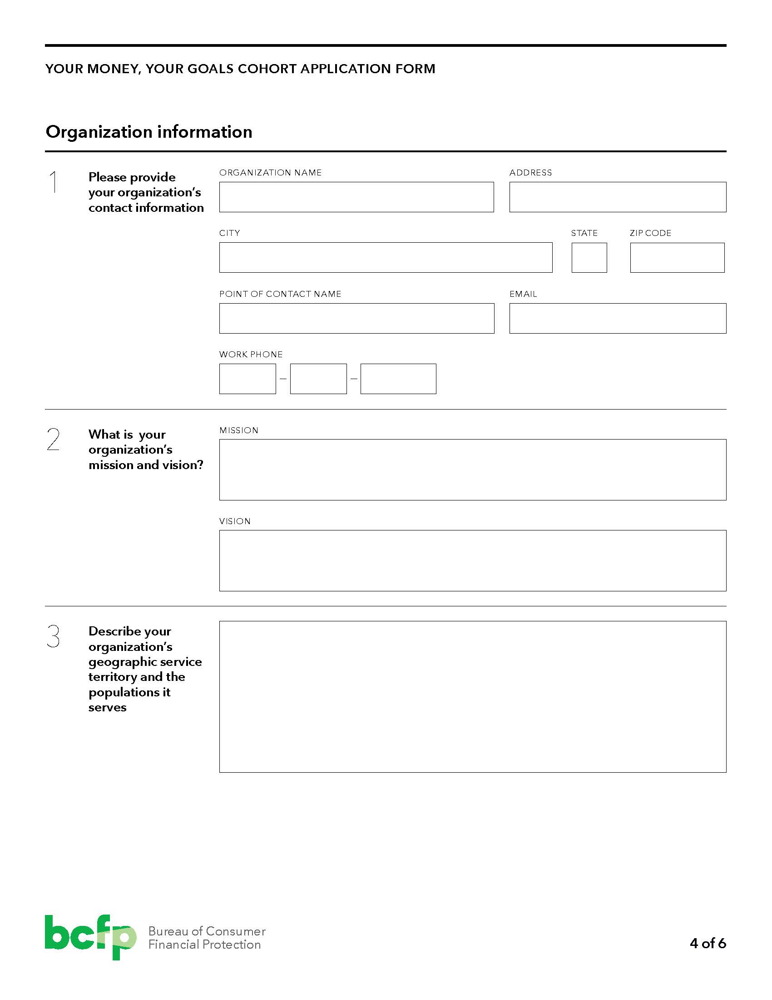 YOUR MONEY, YOUR GOALS COHORT APPLICATION FORM
Organization information
1
Please provide
your organization's
contact information
ORGANIZATION NAME
ADDRESS
CITY
STATE
ZIP CODE
POINT OF CONTACT NAME
EMAIL
WORK PHONE
–
–
2
What is  your
organization's
mission and vision?
MISSION
VISION
3
Describe your
organization's
geographic service
territory and the
populations it
serves
bcfp
Bureau of Consumer
Financial Protection
4 of 6